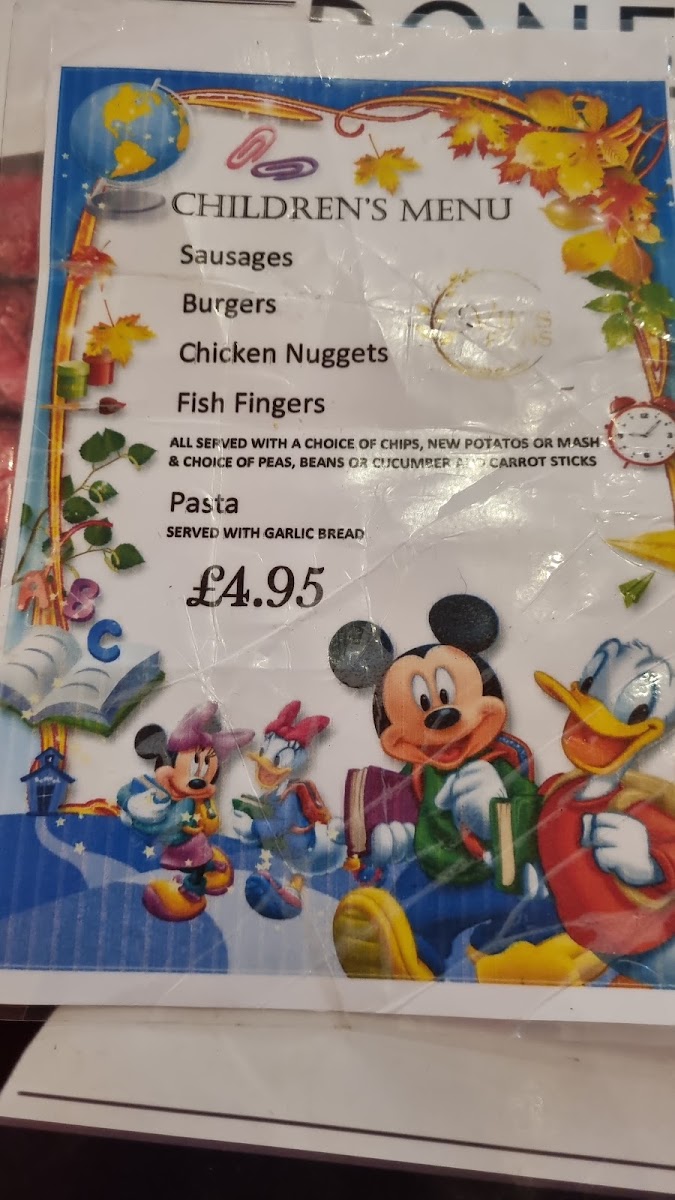 CHILDREN'S MENU
Sausages
Burgers
Chicken Nuggets
Fish Fingers
ALL SERVED WITH A CHOICE OF CHIPS, NEW POTATOS OR MASH
& CHOICE OF PEAS, BEANS OR CUCUMBER AND CARROT STICKS
Pasta
SERVED WITH GARLIC BREAD
£4.95
A B C